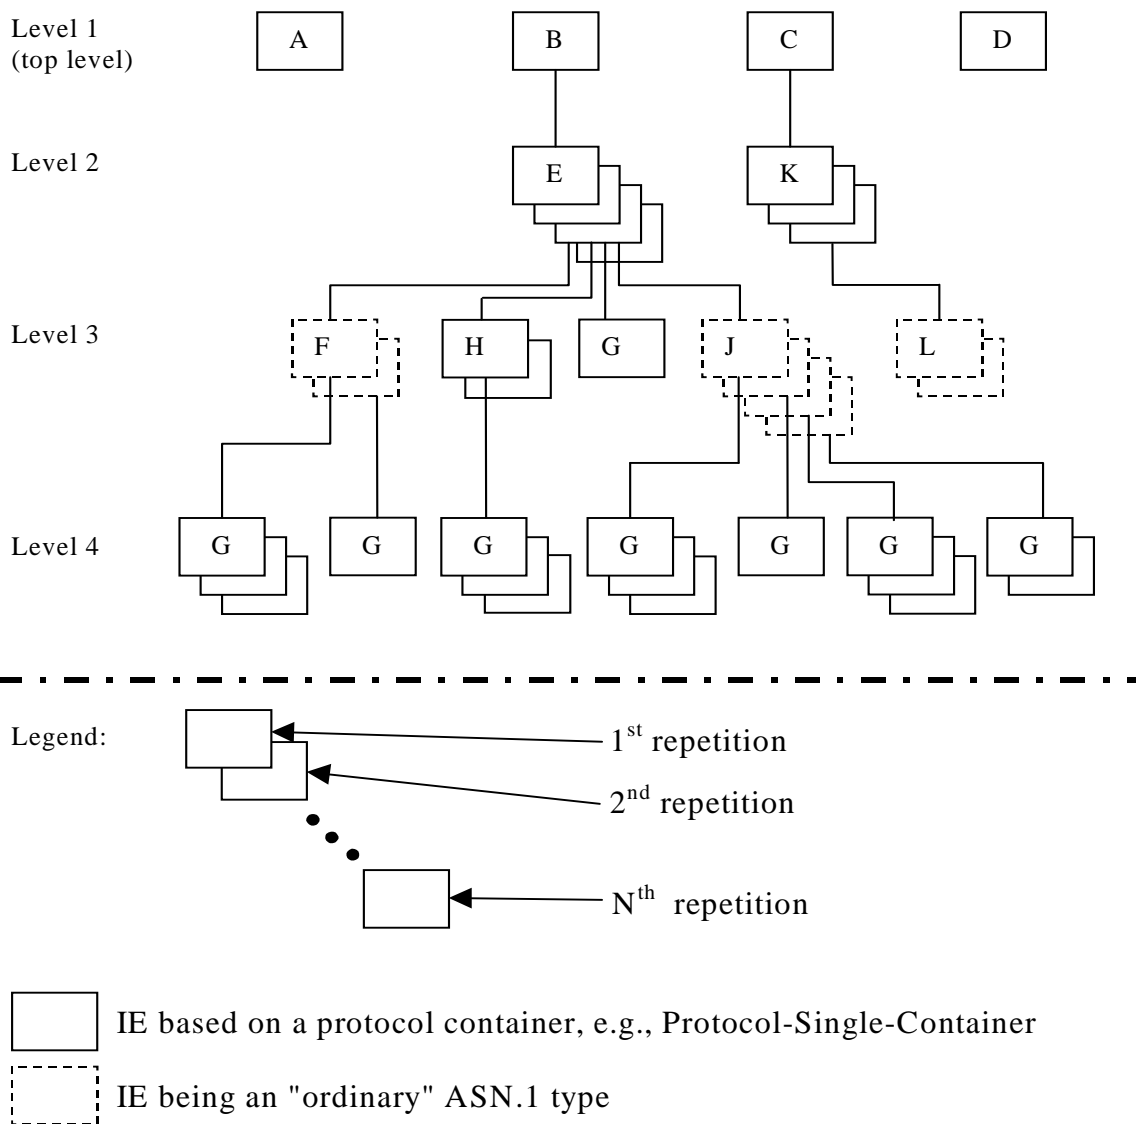 Level 1
(top level)
A
B
C
D
Level 2
E
K
Level 3
F
H
G
J
L
Level 4
G
G
G
G
G
G
G
Legend:
1st repetition
2nd repetition
Nth repetition
IE based on a protocol container, e.g., Protocol-Single-Container
IE being an "ordinary" ASN.1 type